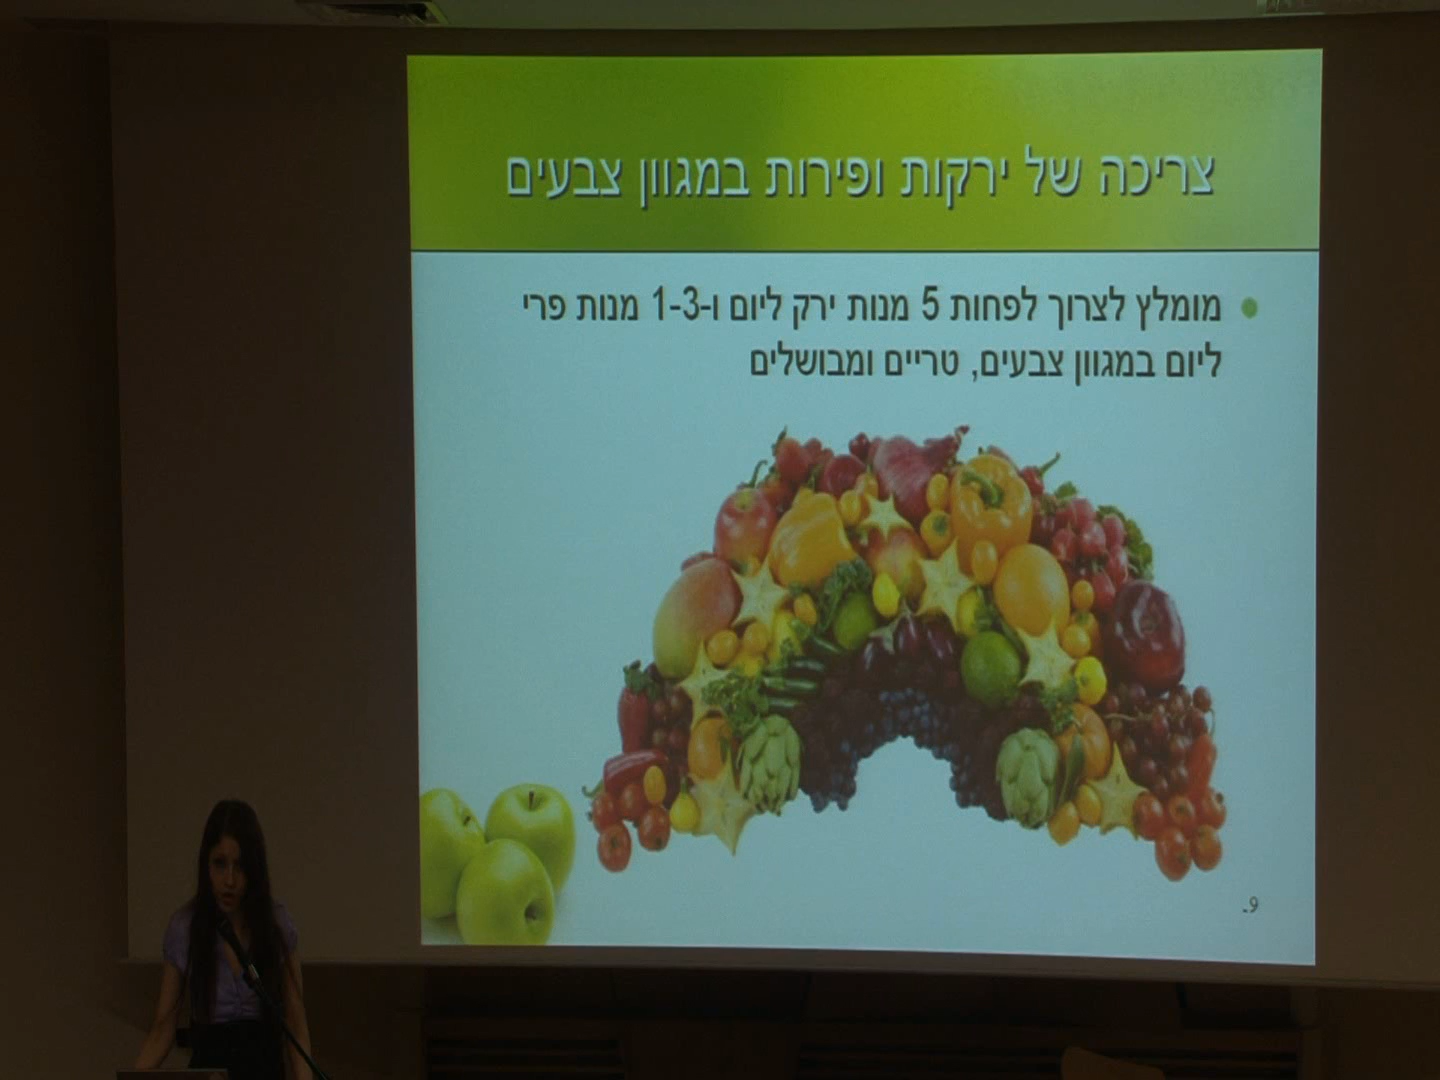 צריכה של ירקות ופירות במגוון צבעים
מומלץ לצרוך לפחות 5 מנות ירק ליום ו-1-3 מנות פרי
ליום במגוון צבעים, טריים ומבושלים
9